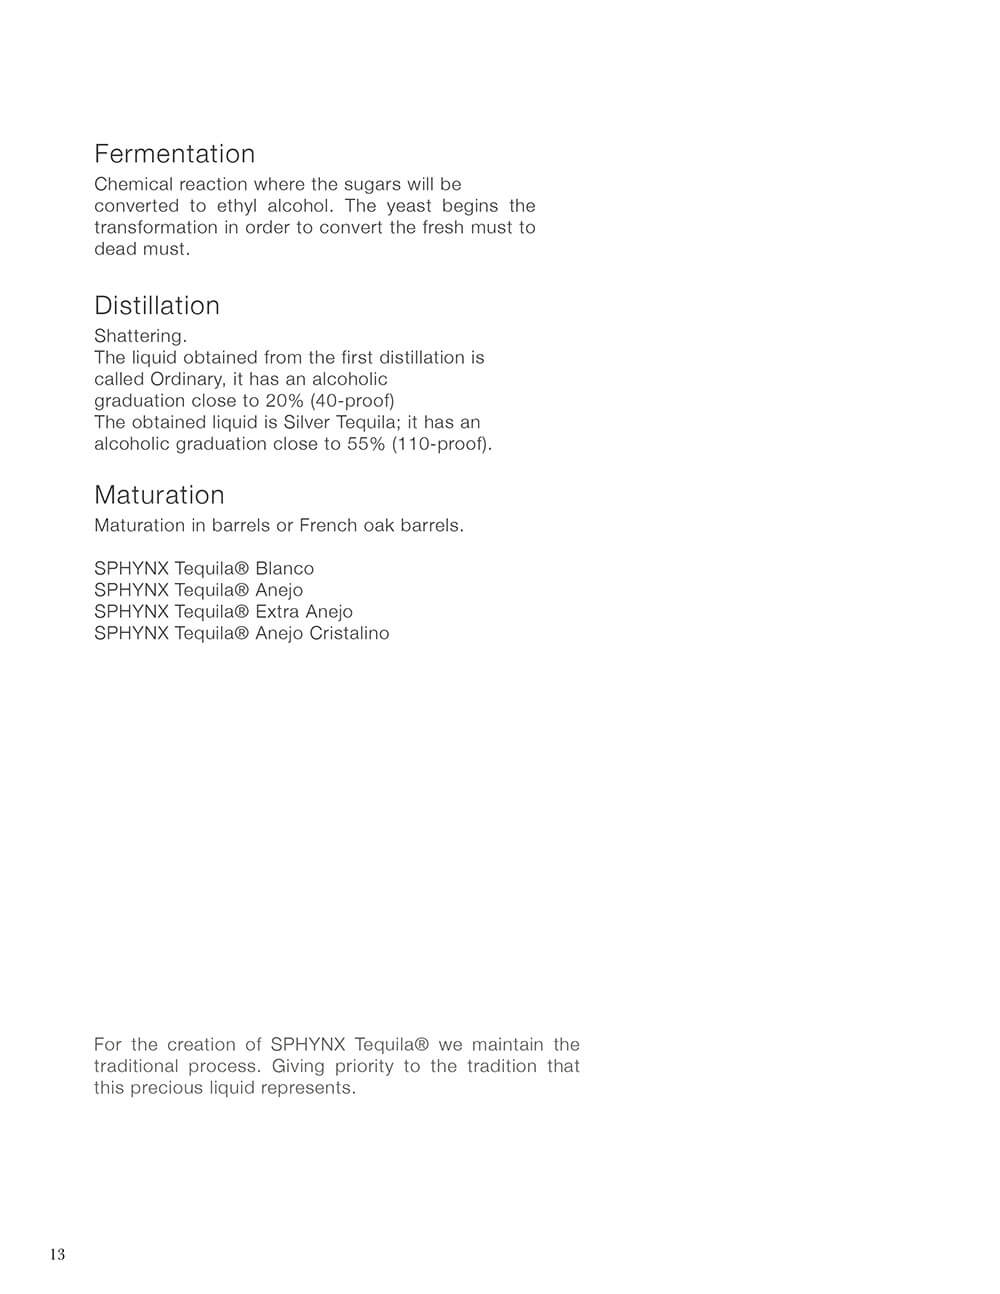 Fermentation
Chemical reaction where the sugars will be
converted to ethyl alcohol. The yeast begins the
transformation in order to convert the fresh must to
dead must.
Distillation
Shattering.
The liquid obtained from the first distillation is
called Ordinary, it has an alcoholic
graduation close to 20% (40-proof)
The obtained liquid is Silver Tequila; it has an
alcoholic graduation close to 55% (110-proof).
Maturation
Maturation in barrels or French oak barrels.
SPHYNX Tequila® Blanco
SPHYNX Tequila® Anejo
SPHYNX Tequila® Extra Anejo
SPHYNX Tequila® Anejo Cristalino
For the creation of SPHYNX Tequila® we maintain the
traditional process. Giving priority to the tradition that
this precious liquid represents.
13